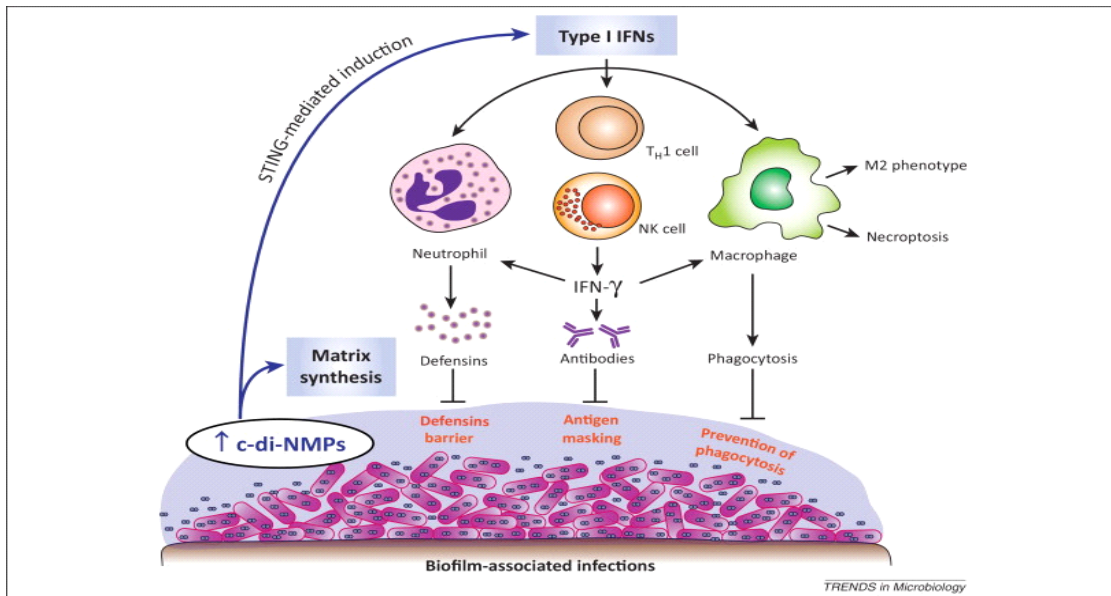 Type I IFNs
STING-mediated induction
T_H1 cell
M2 phenotype
NK cell
Necroptosis
Neutrophil
Macrophage
IFN-γ
Matrix
synthesis
Defensins
Antibodies
Phagocytosis
Defensins
barrier
Antigen
masking
Prevention of
phagocytosis
↑ c-di-NMPs
Biofilm-associated infections
TRENDS in Microbiology